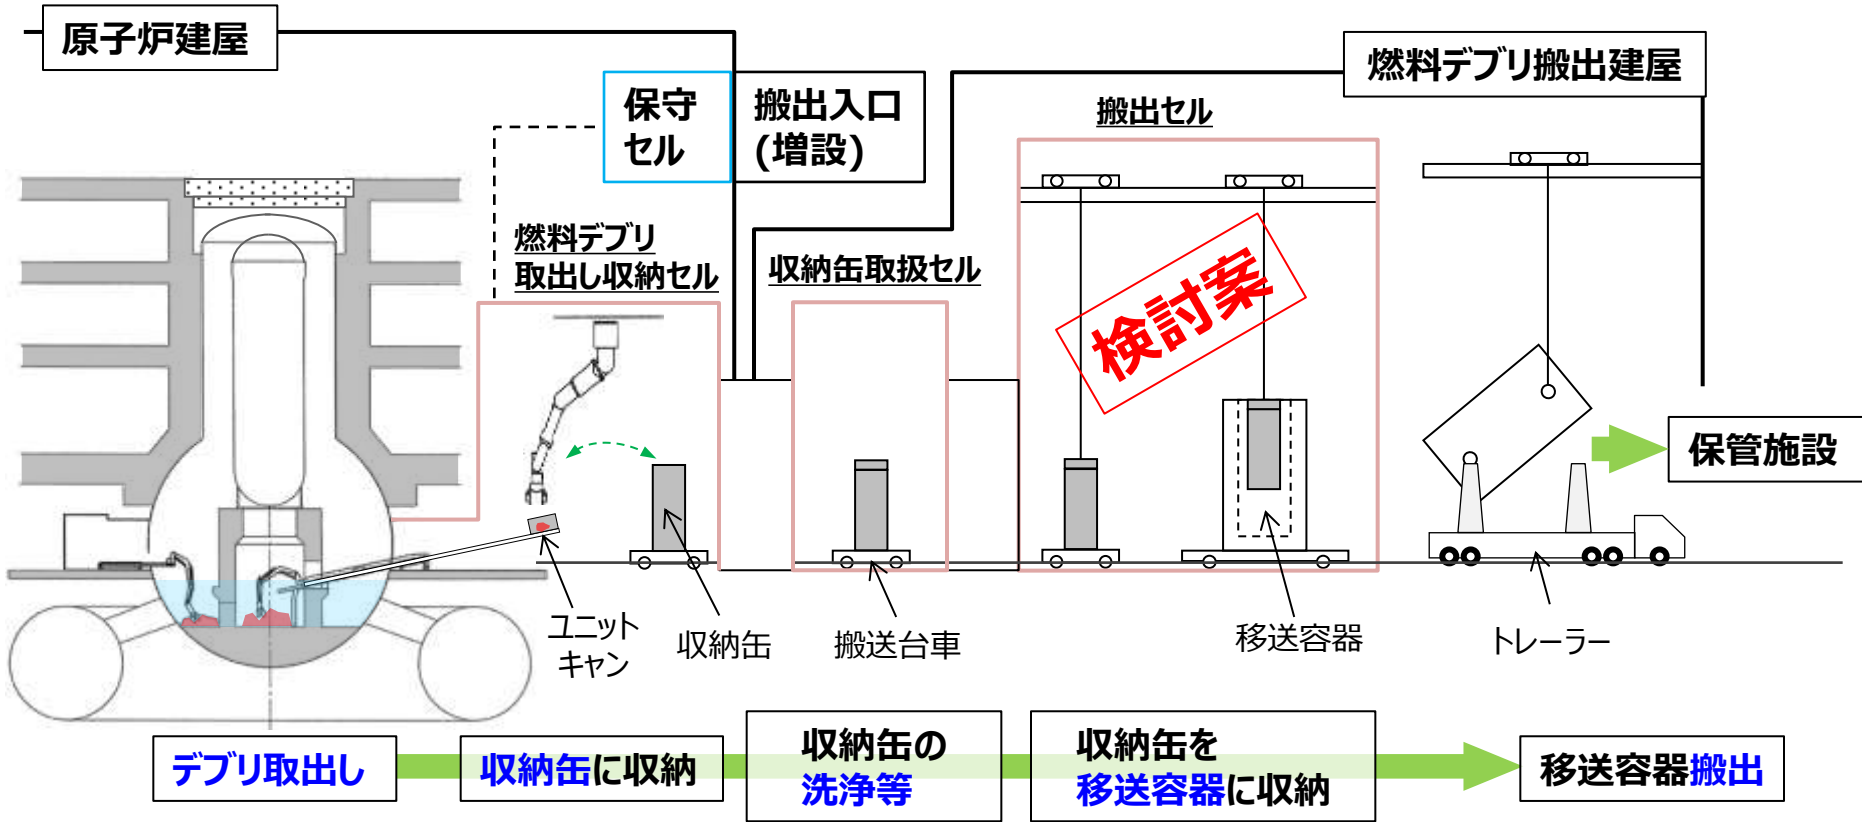 原子炉建屋
燃料デブリ搬出建屋
保守
セル
搬出入口
(増設)
搬出セル
燃料デブリ
取出し収納セル
収納缶取扱セル
検討案
保管施設
ユニット
キャン
収納缶
搬送台車
移送容器
トレーラー
デブリ取出し
収納缶に収納
収納缶の
洗浄等
収納缶を
移送容器に収納
移送容器搬出